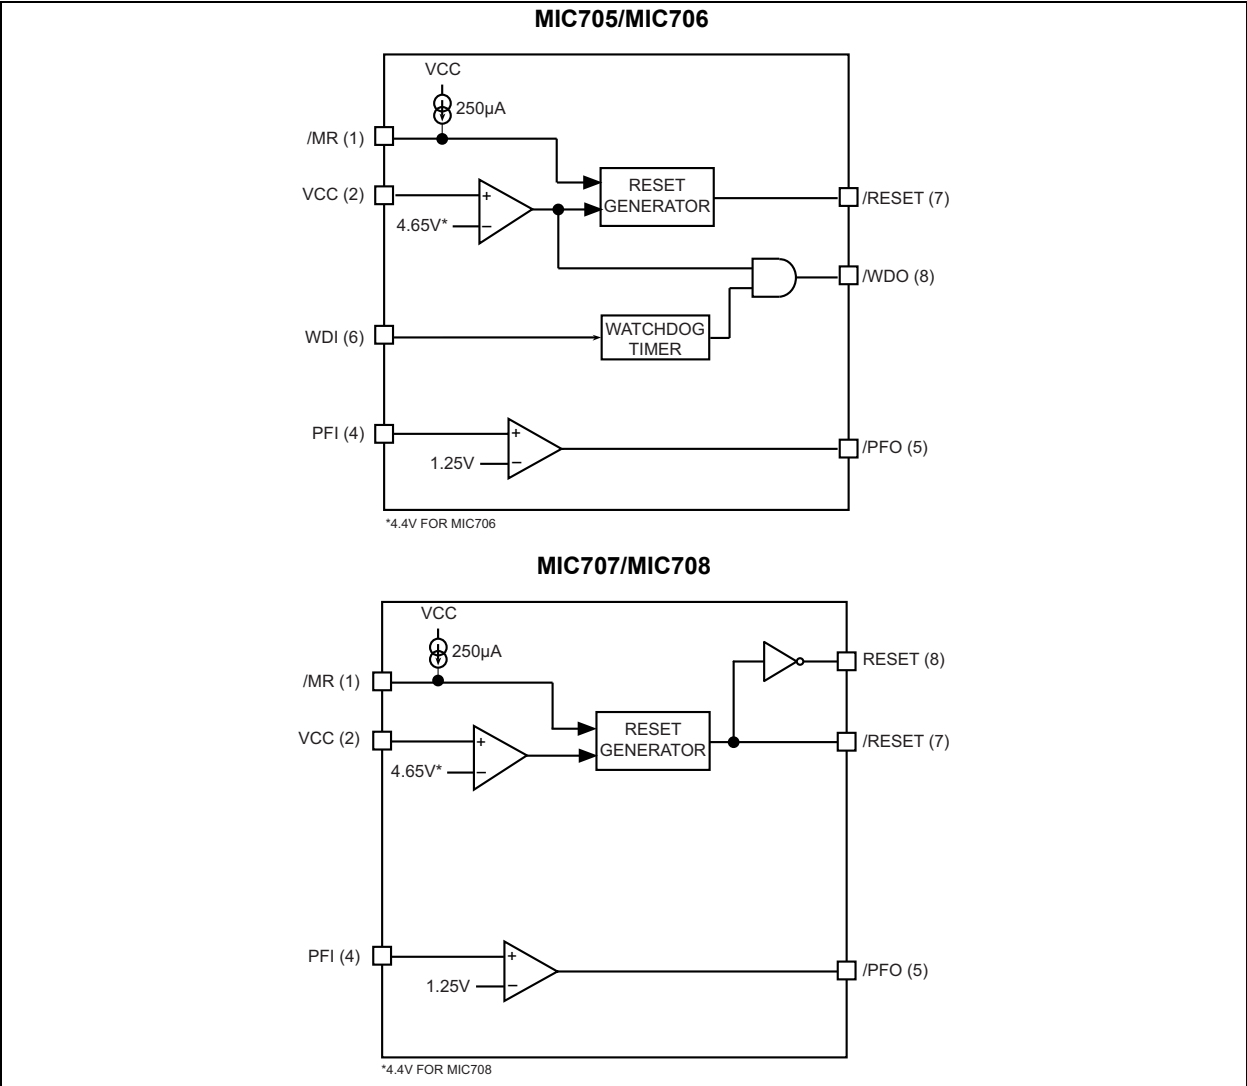 MIC705/MIC706
VCC
250µA
/MR (1)
VCC (2)
+
4.65V*
–
RESET
GENERATOR
/RESET (7)
/WDO (8)
WDI (6)
WATCHDOG
TIMER
PFI (4)
+
1.25V
–
/PFO (5)
*4.4V FOR MIC706
MIC707/MIC708
VCC
250µA
RESET (8)
/MR (1)
VCC (2)
+
4.65V*
–
RESET
GENERATOR
/RESET (7)
PFI (4)
+
1.25V
–
/PFO (5)
*4.4V FOR MIC708